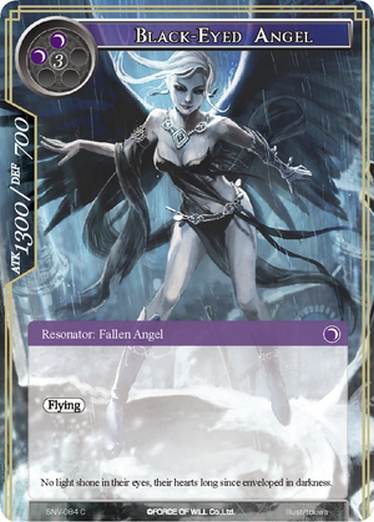 Black-Eyed Angel
3
ATK 1300 / DEF 700
Resonator: Fallen Angel
Flying
No light shone in their eyes, their hearts long since enveloped in darkness.
SNV-084 C
©FORCE OF WILL Co.Ltd.